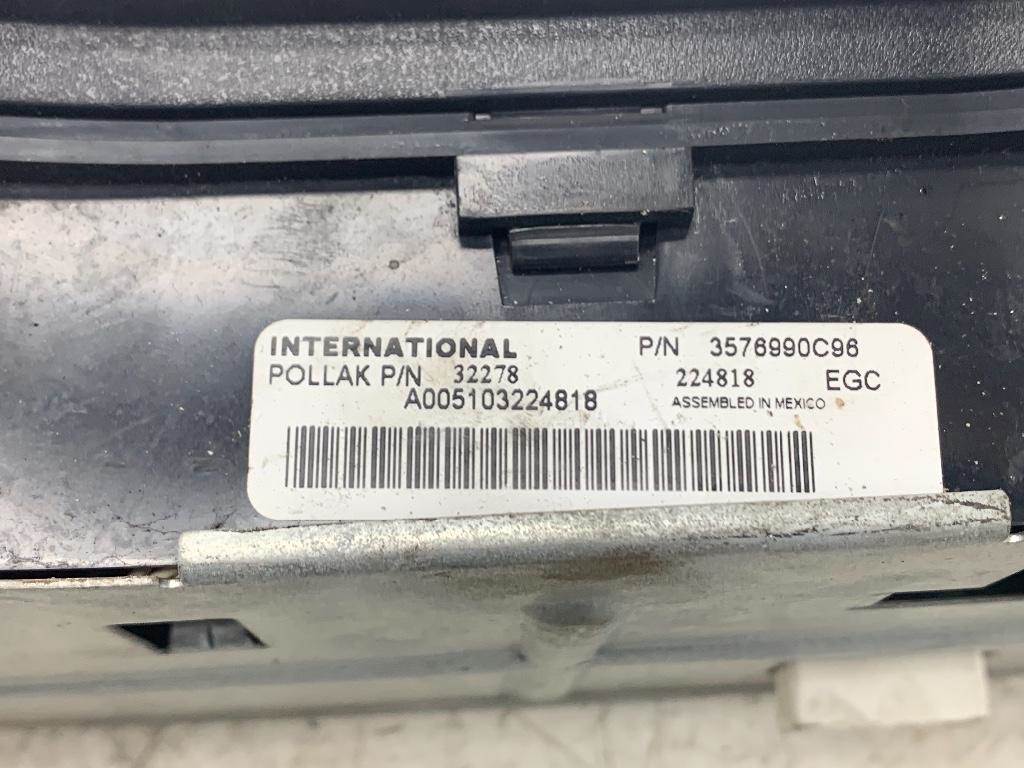 INTERNATIONAL P/N 3576990C96
POLLAK P/N 32278 224818 EGC
A005103224818 ASSEMBLED IN MEXICO